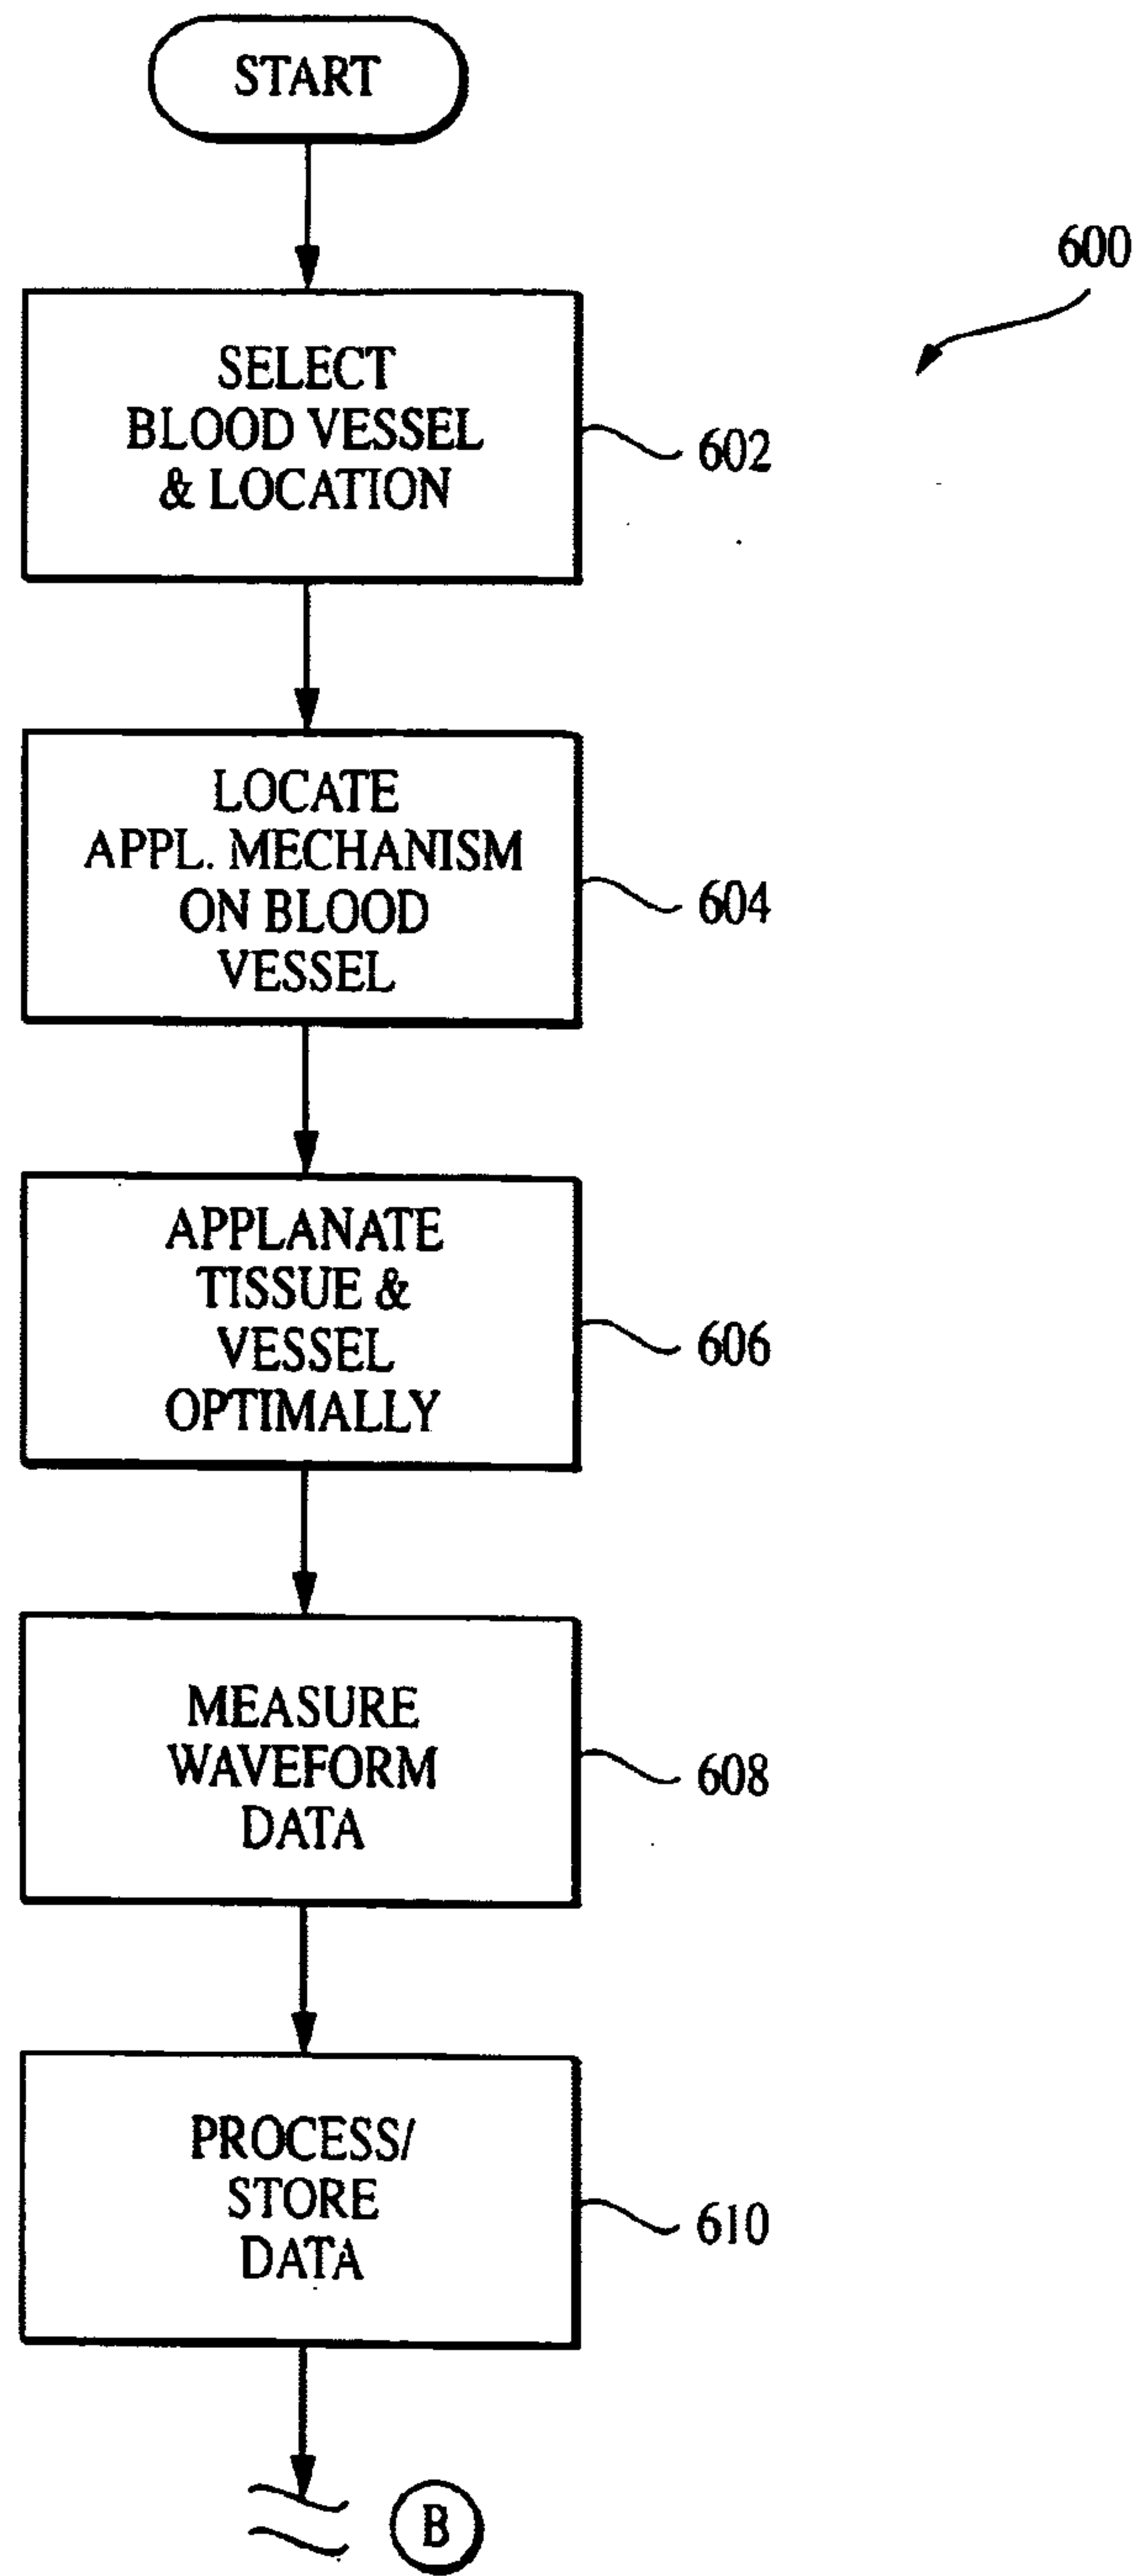 START
600
SELECT
BLOOD VESSEL
& LOCATION
602
LOCATE
APPL. MECHANISM
ON BLOOD
VESSEL
604
APPLANATE
TISSUE &
VESSEL
OPTIMALLY
606
MEASURE
WAVEFORM
DATA
608
PROCESS/
STORE
DATA
610
B